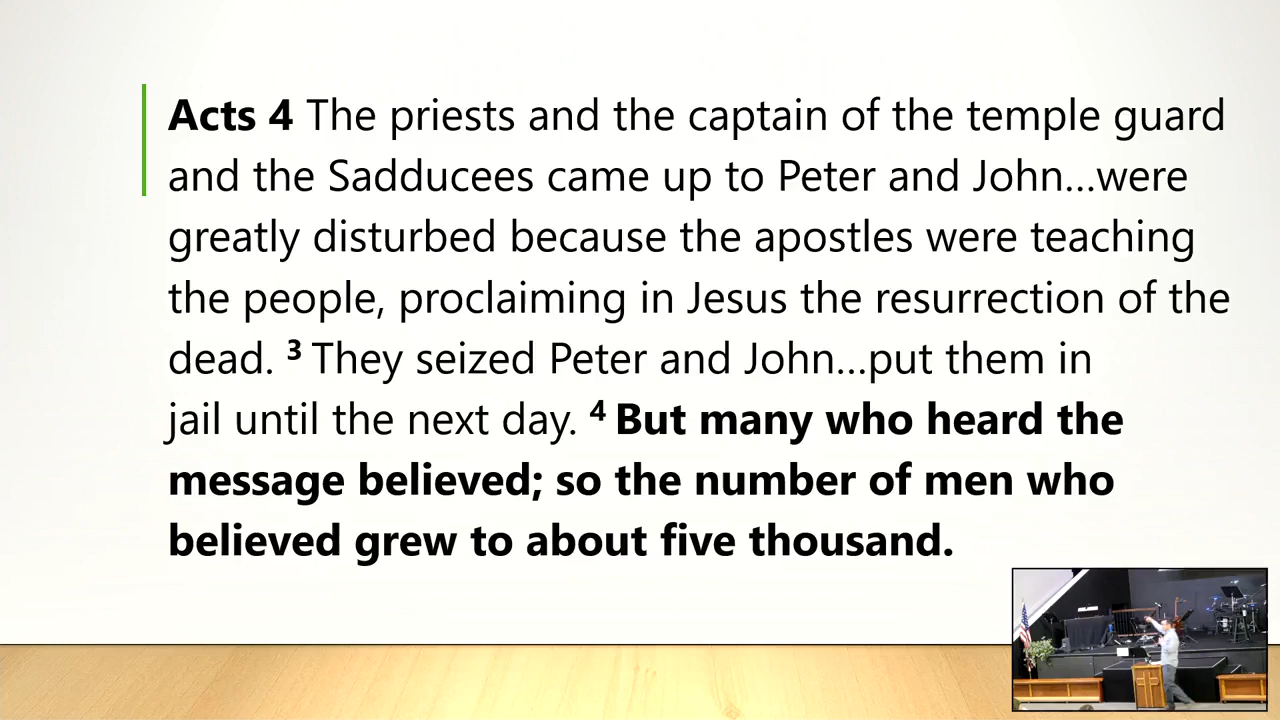 Acts 4 The priests and the captain of the temple guard
and the Sadducees came up to Peter and John…were
greatly disturbed because the apostles were teaching
the people, proclaiming in Jesus the resurrection of the
dead. ³ They seized Peter and John…put them in
jail until the next day. ⁴ But many who heard the
message believed; so the number of men who
believed grew to about five thousand.